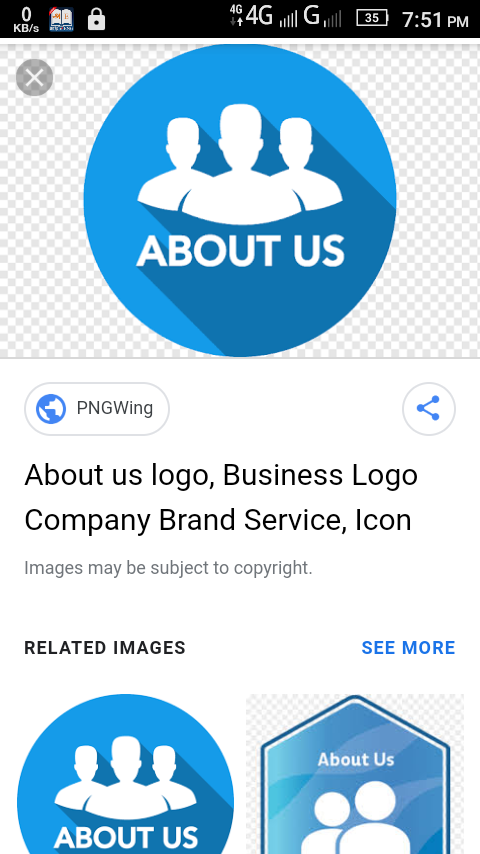 0
KB/s
4G 4G G 35 7:51 PM
ABOUT US
PNGWing
About us logo, Business Logo
Company Brand Service, Icon
Images may be subject to copyright.
RELATED IMAGES SEE MORE
About Us
ABOUT US